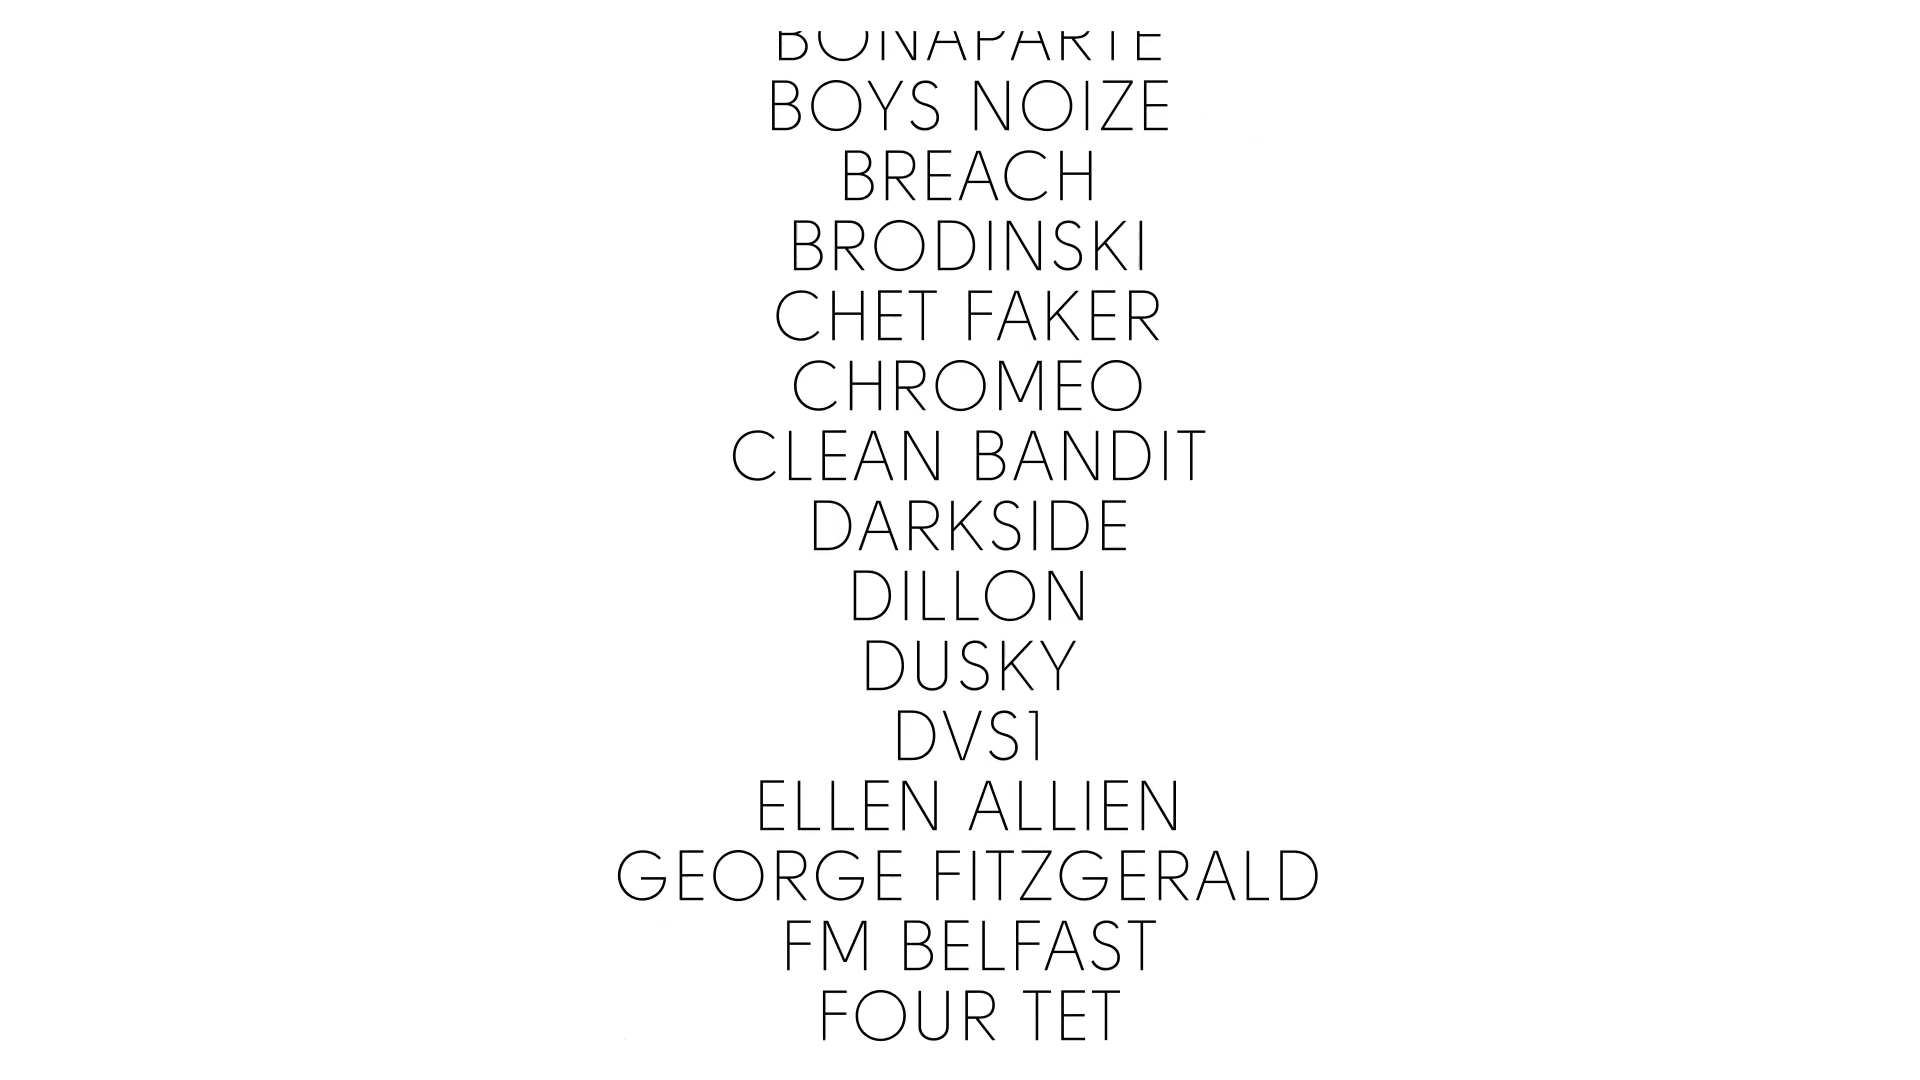 BONAPARTE
BOYS NOIZE
BREACH
BRODINSKI
CHET FAKER
CHROMEO
CLEAN BANDIT
DARKSIDE
DILLON
DUSKY
DVS1
ELLEN ALLIEN
GEORGE FITZGERALD
FM BELFAST
FOUR TET